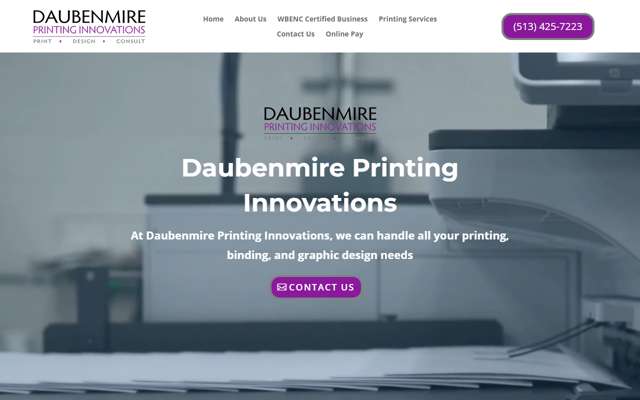 DAUBENMIRE
PRINTING INNOVATIONS
PRINT • DESIGN • CONSULT
Home About Us WBENC Certified Business Printing Services
Contact Us Online Pay
(513) 425-7223
DAUBENMIRE
PRINTING INNOVATIONS
Daubenmire Printing
Innovations
At Daubenmire Printing Innovations, we can handle all your printing,
binding, and graphic design needs
CONTACT US